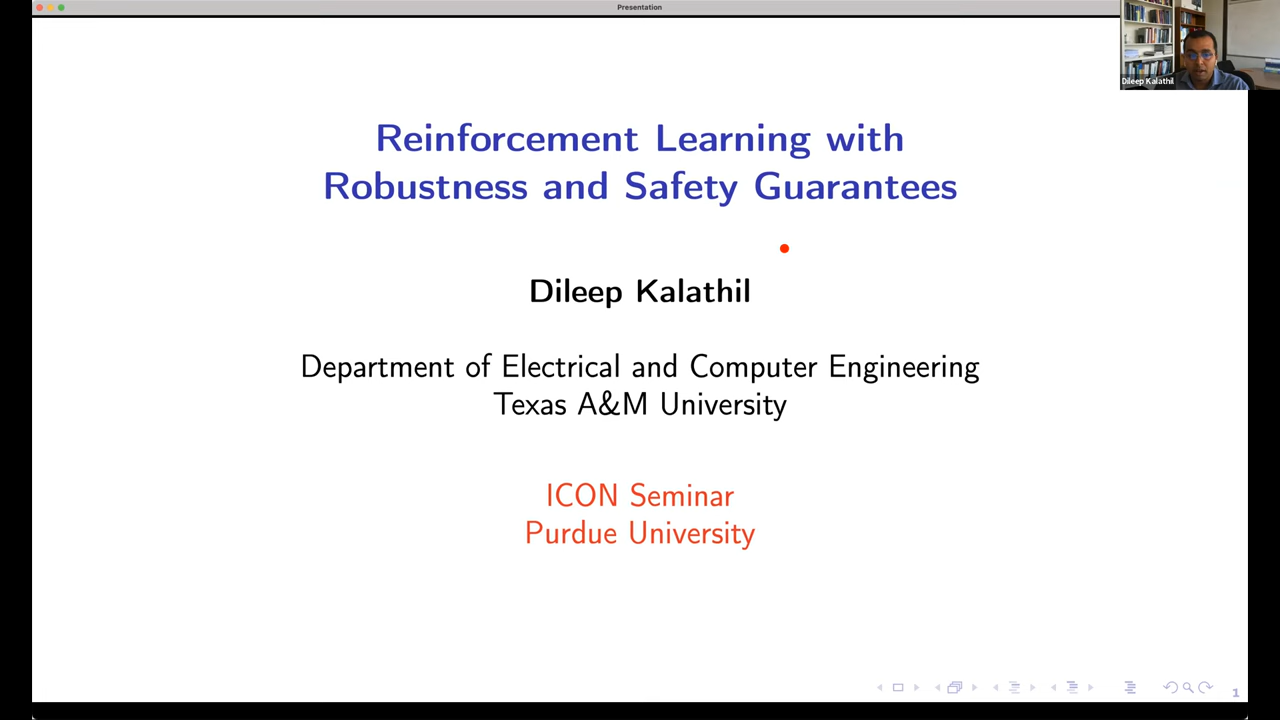 Presentation
Dileep Kalathil
Reinforcement Learning with
Robustness and Safety Guarantees
Dileep Kalathil
Department of Electrical and Computer Engineering
Texas A&M University
ICON Seminar
Purdue University
1